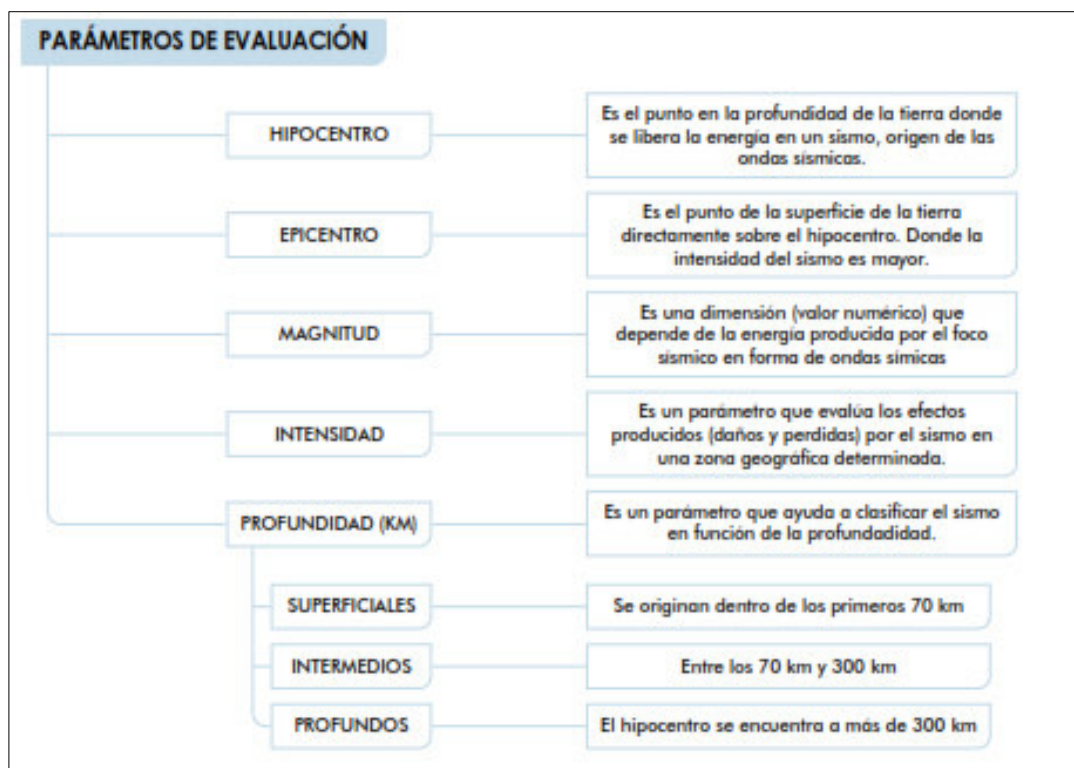 PARÁMETROS DE EVALUACIÓN
HIPOCENTRO
Es el punto en la profundidad de la tierra donde
se libera la energía en un sismo, origen de las
ondas sísmicas.
EPICENTRO
Es el punto de la superficie de la tierra
directamente sobre el hipocentro. Donde la
intensidad del sismo es mayor.
MAGNITUD
Es una dimensión (valor numérico) que
depende de la energía producida por el foco
sísmico en forma de ondas símicas
INTENSIDAD
Es un parámetro que evalúa los efectos
producidos (daños y perdidas) por el sismo en
una zona geográfica determinada.
PROFUNDIDAD (KM)
Es un parámetro que ayuda a clasificar el sismo
en función de la profundadidad.
SUPERFICIALES
Se originan dentro de los primeros 70 km
INTERMEDIOS
Entre los 70 km y 300 km
PROFUNDOS
El hipocentro se encuentra a más de 300 km